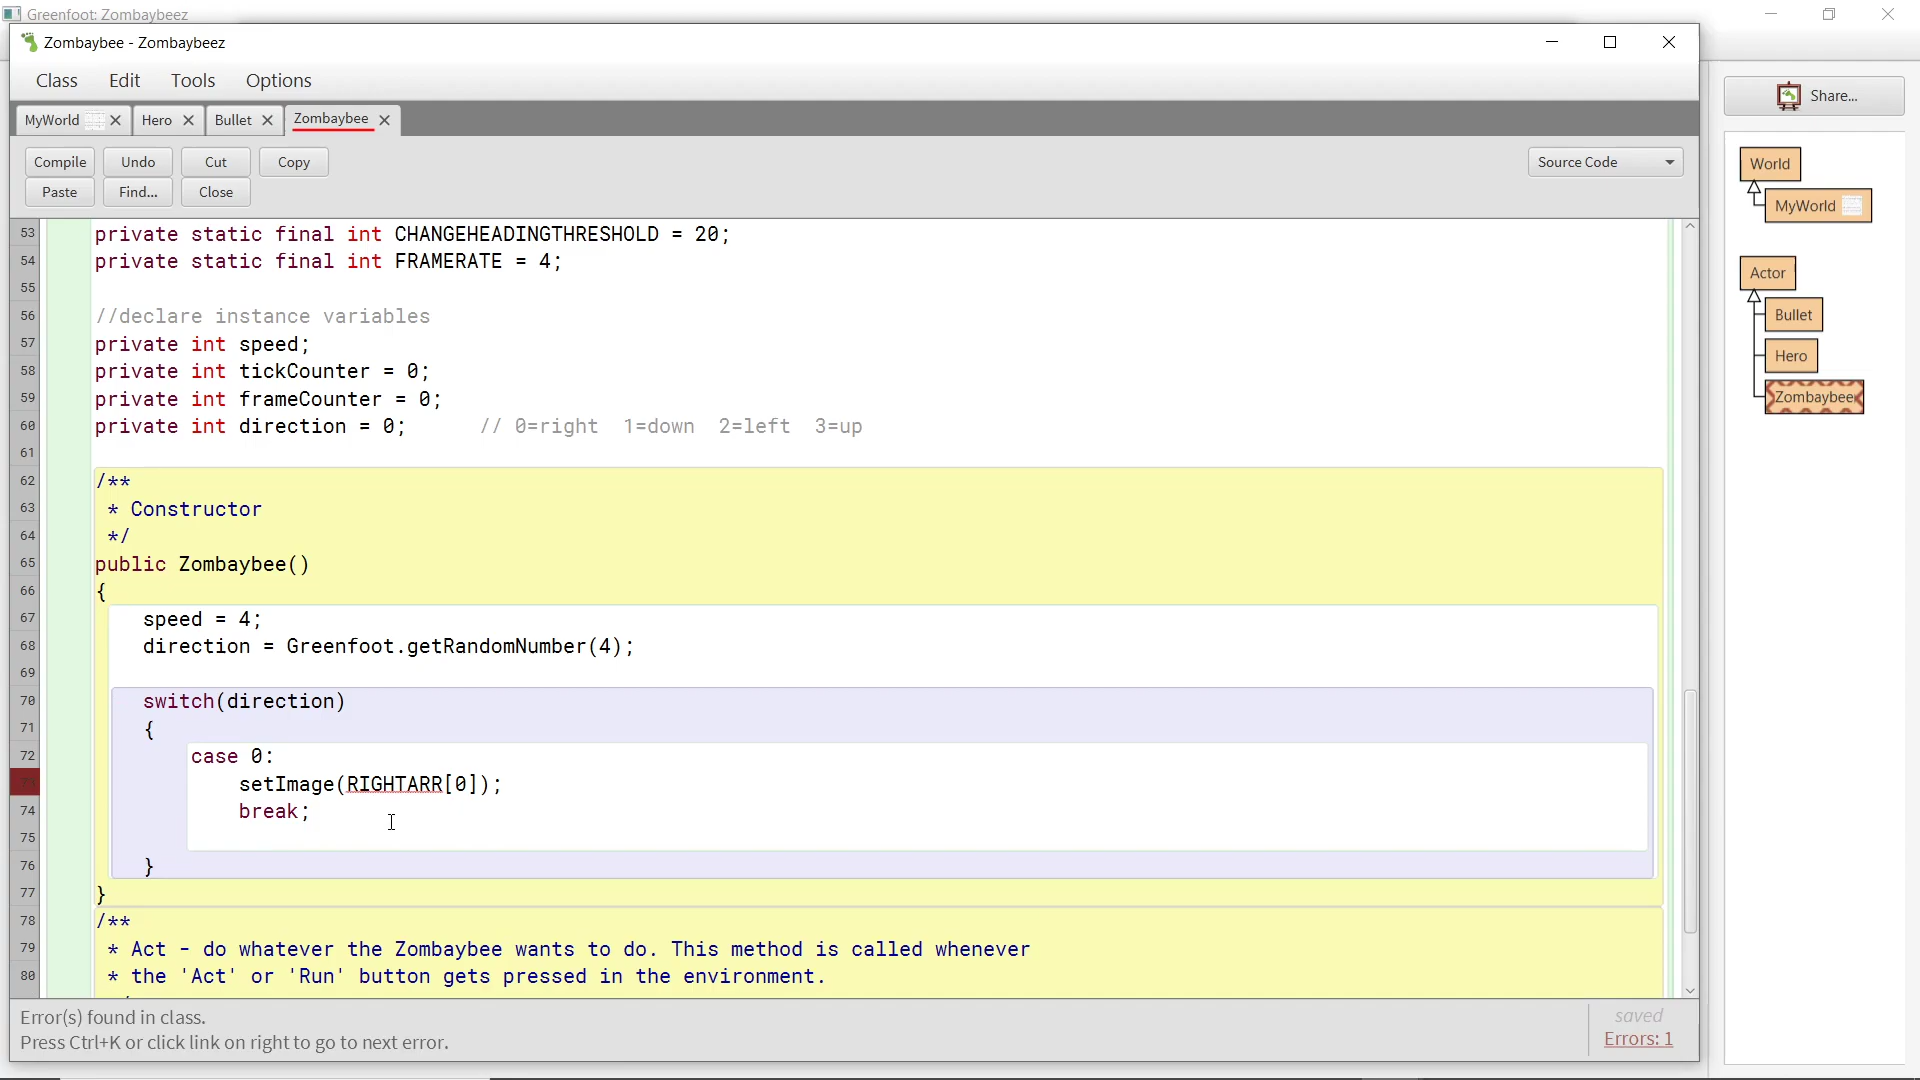 Greenfoot: Zombaybeez
Zombaybee - Zombaybeez
Class Edit Tools Options
MyWorld Hero Bullet Zombaybee
Compile Undo Cut Copy
Paste Find... Close
Source Code
Share...
53 private static final int CHANGEHEADINGTHRESHOLD = 20;
54 private static final int FRAMERATE = 4;
55
56 //declare instance variables
57 private int speed;
58 private int tickCounter = 0;
59 private int frameCounter = 0;
60 private int direction = 0; // 0=right 1=down 2=left 3=up
61
62 /**
63 * Constructor
64 */
65 public Zombaybee()
66 {
67 speed = 4;
68 direction = Greenfoot.getRandomNumber(4);
69
70 switch(direction)
71 {
72 case 0:
73 setImage(RIGHTARR[0]);
74 break;
75
76 }
77 }
78 /**
79 * Act - do whatever the Zombaybee wants to do. This method is called whenever
80 * the 'Act' or 'Run' button gets pressed in the environment.
World
MyWorld
Actor
Bullet
Hero
Zombaybee
Error(s) found in class.
Press Ctrl+K or click link on right to go to next error.
saved
Errors: 1